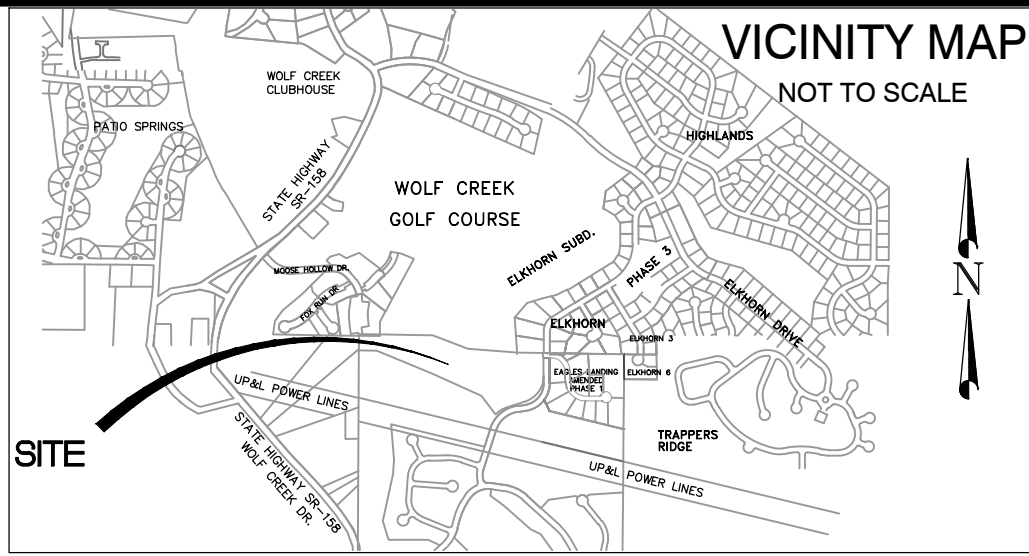 VICINITY MAP
NOT TO SCALE
WOLF CREEK
CLUBHOUSE
PATIO SPRINGS
HIGHLANDS
STATE HIGHWAY
SR-158
WOLF CREEK
GOLF COURSE
ELKHORN SUBD.
PHASE 3
MOOSE HOLLOW DR.
FOX RUN DR.
ELKHORN DRIVE
N
ELKHORN
ELKHORN 3
EAGLES LANDING
AMENDED
PHASE 1
ELKHORN 6
UP&L POWER LINES
SITE
STATE HIGHWAY SR-158
WOLF CREEK DR.
TRAPPERS
RIDGE
UP&L POWER LINES